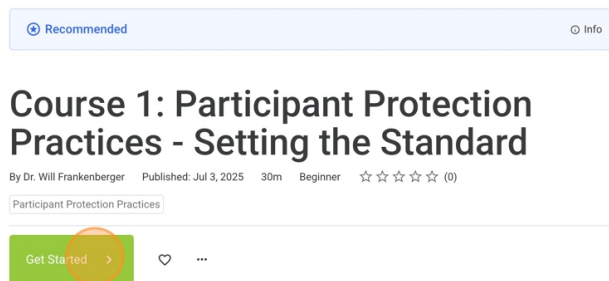 Recommended
Info
Course 1: Participant Protection
Practices - Setting the Standard
By Dr. Will Frankenberger Published: Jul 3, 2025 30m Beginner (0)
Participant Protection Practices
Get Started